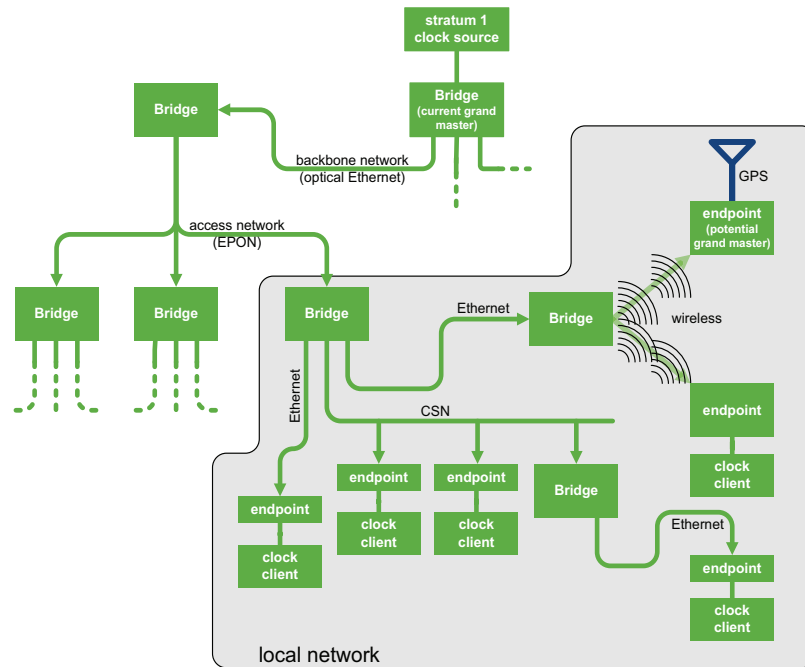 stratum 1
clock source
Bridge
(current grand
master)
Bridge
backbone network
(optical Ethernet)
GPS
endpoint
(potential
grand master)
access network
(EPON)
Bridge
Bridge
Bridge
Ethernet
Bridge
wireless
Ethernet
CSN
endpoint
clock
client
endpoint
clock
client
endpoint
clock
client
Bridge
endpoint
clock
client
Ethernet
endpoint
clock
client
local network